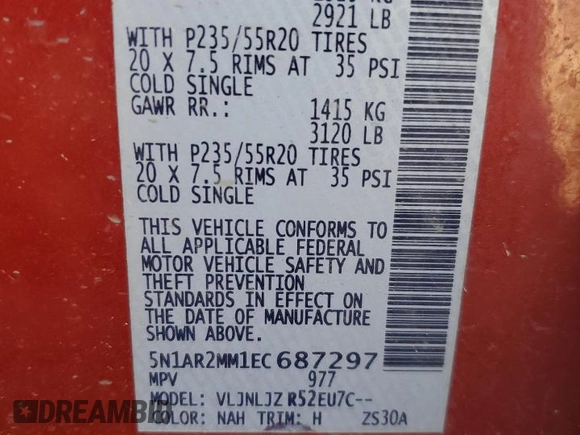 2921 LB
WITH P235/55R20 TIRES
20 X 7.5 RIMS AT 35 PSI
COLD SINGLE
GAWR RR.: 1415 KG
3120 LB
WITH P235/55R20 TIRES
20 X 7.5 RIMS AT 35 PSI
COLD SINGLE
THIS VEHICLE CONFORMS TO
ALL APPLICABLE FEDERAL
MOTOR VEHICLE SAFETY AND
THEFT PREVENTION
STANDARDS IN EFFECT ON
THE DATE OF MANUFACTURE
SHOWN ABOVE.
5N1AR2MM1EC687297
MPV 977
MODEL: VLJNLJZ R52EU7C--
COLOR: NAH TRIM: H ZS30A
RIDESAFELY